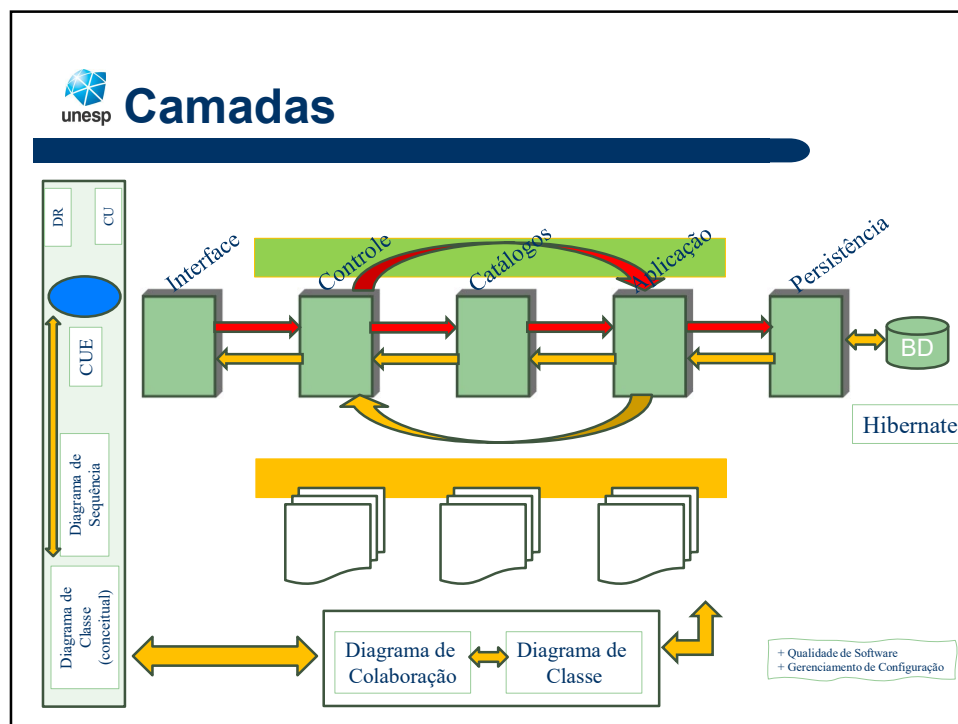 unesp
Camadas
DR
CU
CUE
Diagrama de
Sequência
Diagrama de
Classe
(conceitual)
Interface
Controle
Catálogos
Aplicação
Persistência
BD
Hibernate
Diagrama de
Colaboração
Diagrama de
Classe
+ Qualidade de Software
+ Gerenciamento de Configuração